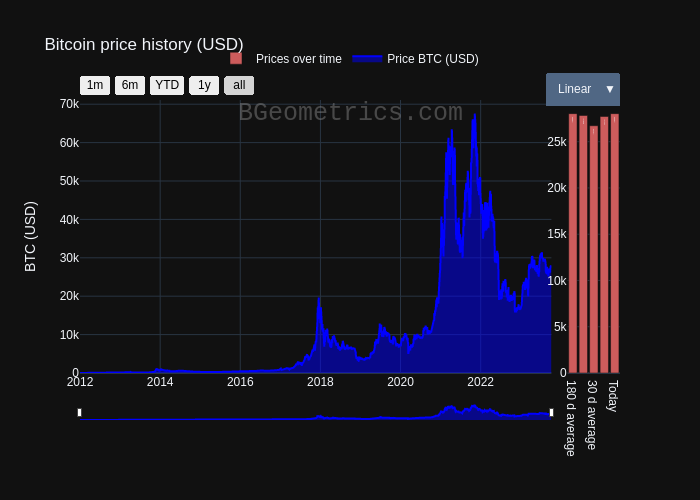 Bitcoin price history (USD)
Prices over time
Price BTC (USD)
1m 6m YTD 1y all
Linear ▼
BGeometrics.com
BTC (USD)
70k
60k
50k
40k
30k
20k
10k
0
2012 2014 2016 2018 2020 2022
25k
20k
15k
10k
5k
0
180 d average
30 d average
Today